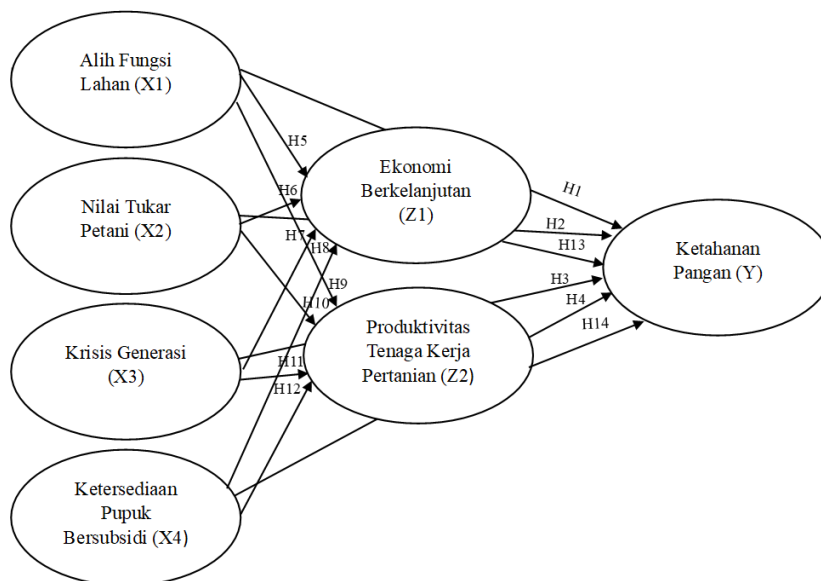 Alih Fungsi
Lahan (X1)
Nilai Tukar
Petani (X2)
Krisis Generasi
(X3)
Ketersediaan
Pupuk
Bersubsidi (X4)
H5
H6
H7
H8
H9
H10
H11
H12
Ekonomi
Berkelanjutan
(Z1)
Produktivitas
Tenaga Kerja
Pertanian (Z2)
H1
H2
H13
H3
H4
H14
Ketahanan
Pangan (Y)